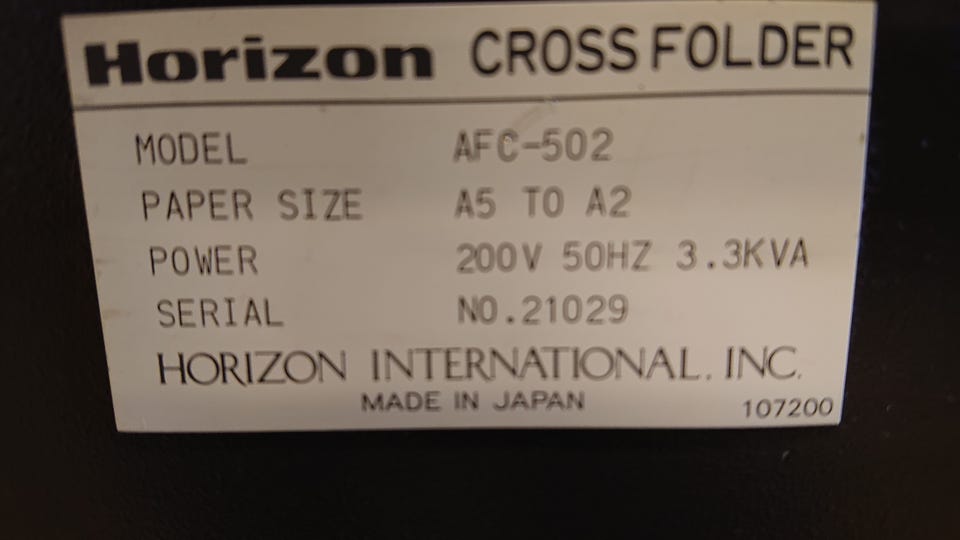 Horizon CROSS FOLDER
MODEL AFC-502
PAPER SIZE A5 TO A2
POWER 200V 50HZ 3.3KVA
SERIAL NO.21029
HORIZON INTERNATIONAL. INC.
MADE IN JAPAN 107200